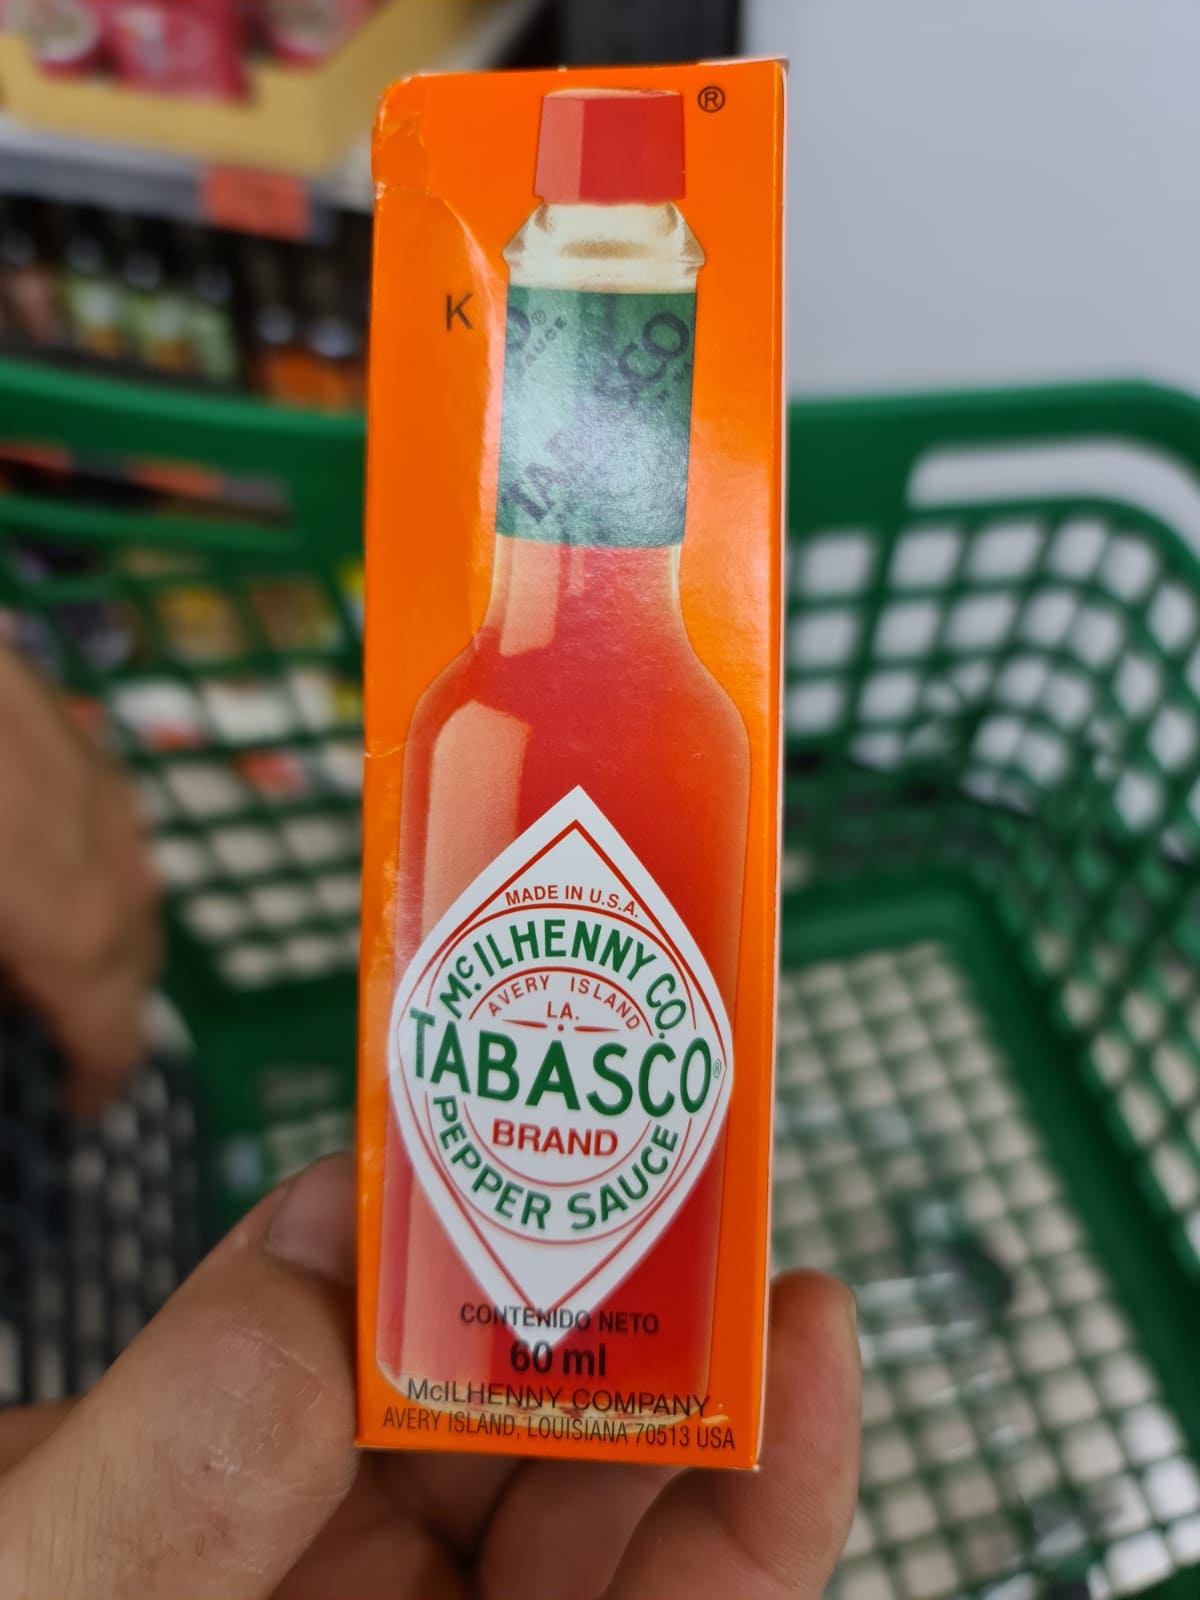 ®
K
O®
SAUCE
TABASCO
MADE IN U.S.A.
McILHENNY CO.
AVERY ISLAND
LA.
TABASCO®
BRAND
PEPPER SAUCE
CONTENIDO NETO
60 ml
McILHENNY COMPANY
AVERY ISLAND, LOUISIANA 70513 USA